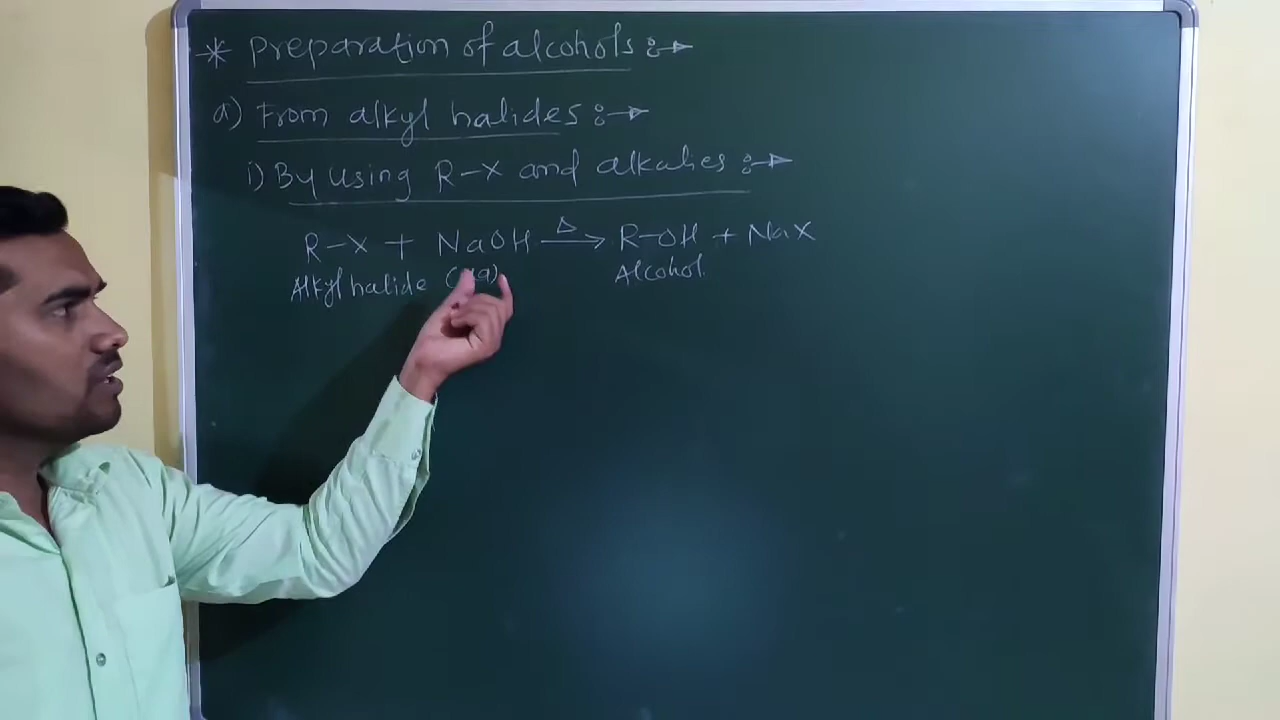 * Preparation of alcohols :->
a) From alkyl halides :->
i) By using R-X and alkalies :->
R-X + NaOH —Δ→ R-OH + NaX
Alkyl halide Alcohol